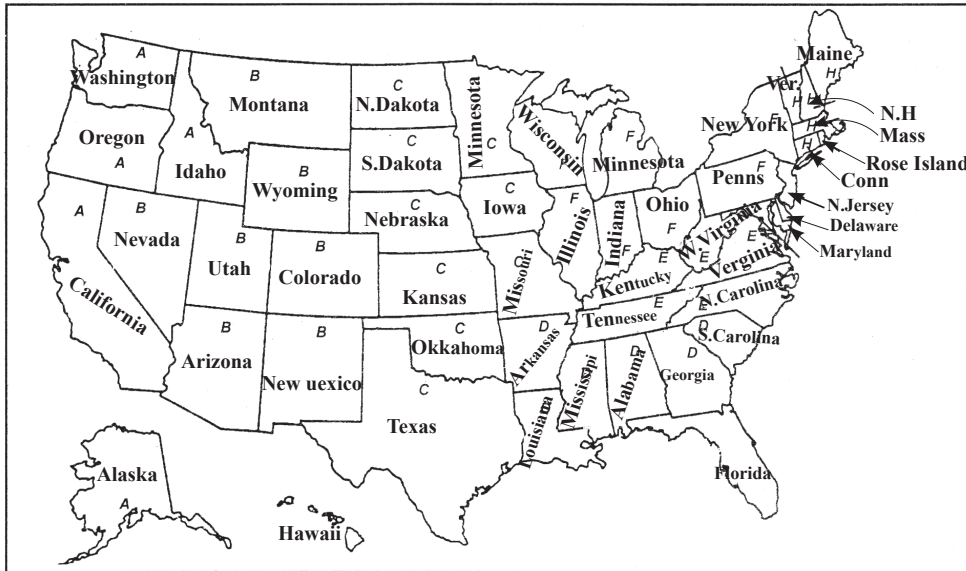 A
Washington
Oregon
A
A
Idaho
B
Montana
B
Wyoming
C
N.Dakota
C
S.Dakota
C
Nebraska
Minnesota
C
Wisconsin
F
Minnesota
C
Iowa
F
Illinois
Indiana
F
Ohio
F
Maine
H
Ver.
H
H
N.H
H
Mass
H
Rose Island
Conn
New York
F
Penns
F
N.Jersey
Delaware
Maryland
W.Virginia
E
Verginia
E
Kentucky
E
Tennessee
E
N.Carolina
E
D
S.Carolina
D
Georgia
A
California
B
Nevada
B
Utah
B
Colorado
C
Kansas
Missouri
C
B
Arizona
B
New uexico
C
Okkahoma
D
Arkansas
C
Texas
Louisiana
Mississipi
D
Alabama
Florida
Alaska
A
Hawaii